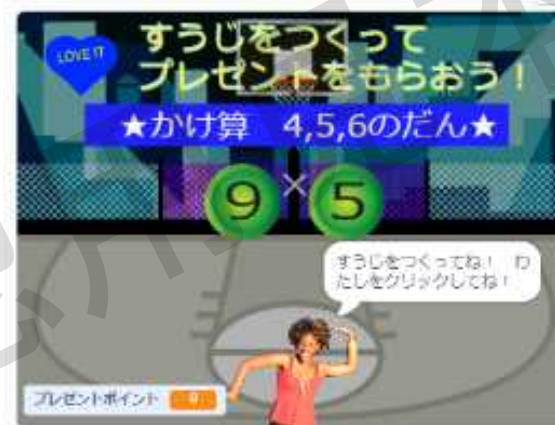 LOVE IT
すうじをつくって
プレゼントをもらおう！
★かけ算　4,5,6のだん★
9 × 5
すうじをつくってね！　わ
たしをクリックしてね！
プレゼントポイント 0